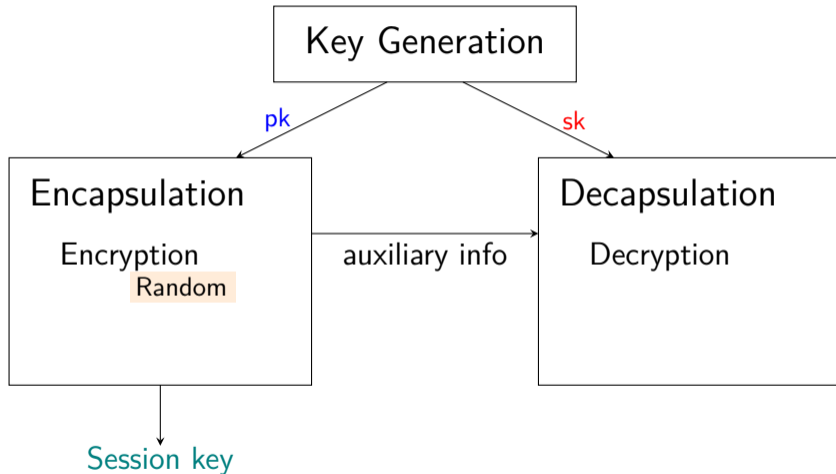 Key Generation
pk
sk
Encapsulation
Decapsulation
Encryption
auxiliary info
Decryption
Random
Session key